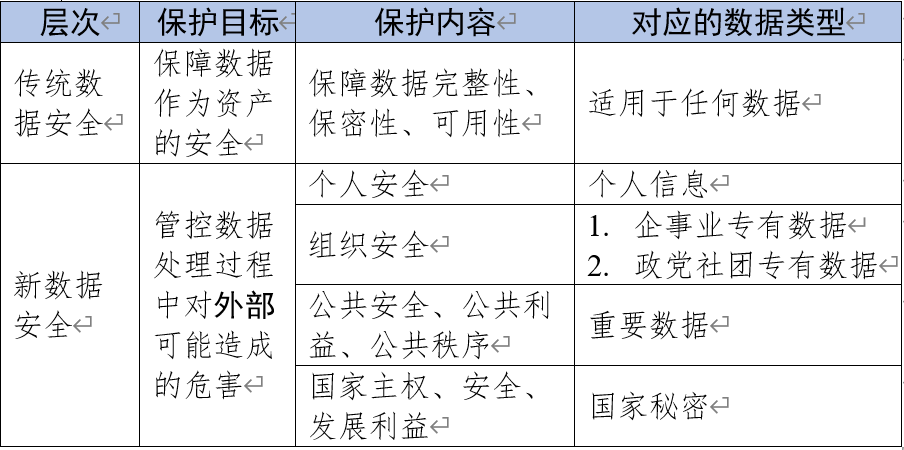 层次 保护目标 保护内容 对应的数据类型
传统数
据安全
保障数据
作为资产
的安全
保障数据完整性、
保密性、可用性
适用于任何数据
新数据
安全
管控数据
处理过程
中对外部
可能造成
的危害
个人安全
个人信息
组织安全
1. 企事业专有数据
2. 政党社团专有数据
公共安全、公共利
益、公共秩序
重要数据
国家主权、安全、
发展利益
国家秘密